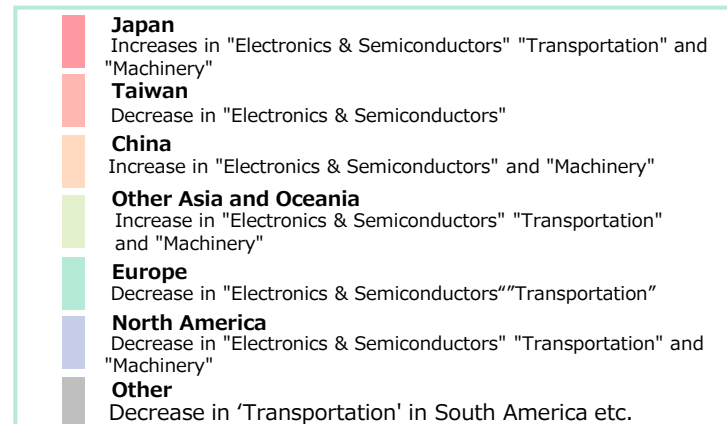 Japan
Increases in "Electronics & Semiconductors" "Transportation" and
"Machinery"
Taiwan
Decrease in "Electronics & Semiconductors"
China
Increase in "Electronics & Semiconductors" and "Machinery"
Other Asia and Oceania
Increase in "Electronics & Semiconductors" "Transportation"
and "Machinery"
Europe
Decrease in "Electronics & Semiconductors“”Transportation”
North America
Decrease in "Electronics & Semiconductors" "Transportation" and
"Machinery"
Other
Decrease in ‘Transportation' in South America etc.